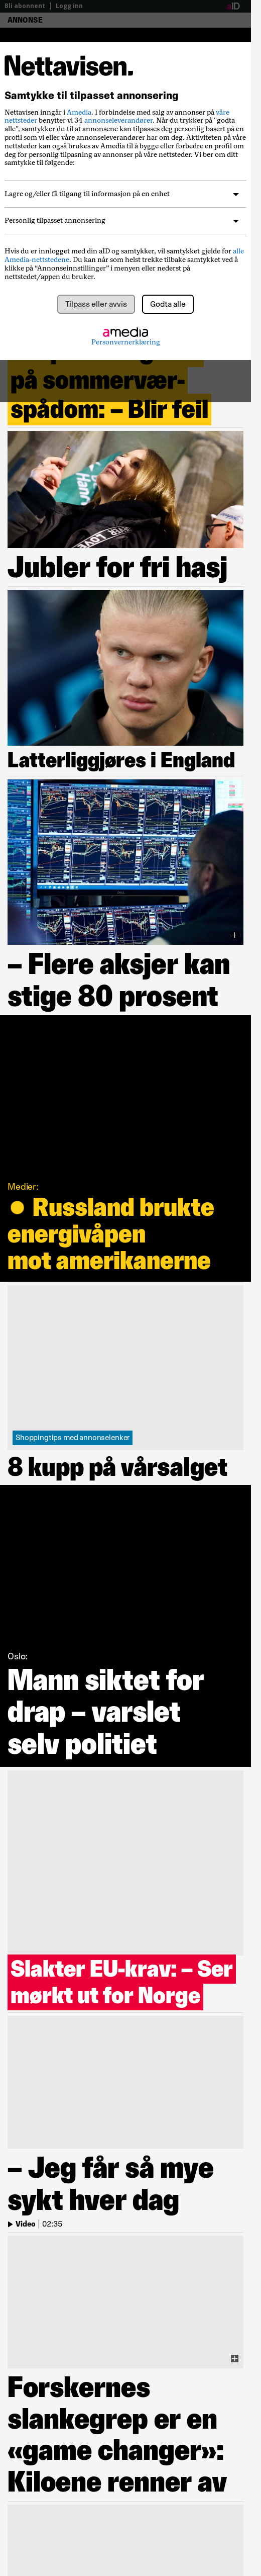 Bli abonnent | Logg inn
aID
ANNONSE
Nettavisen.
Samtykke til tilpasset annonsering
Nettavisen inngår i Amedia. I forbindelse med salg av annonser på våre
nettsteder benytter vi 34 annonseleverandører. Når du trykker på "godta
alle", samtykker du til at annonsene kan tilpasses deg personlig basert på en
profil som vi eller våre annonseleverandører har om deg. Aktiviteten på våre
nettsteder kan også brukes av Amedia til å bygge eller forbedre en profil om
deg for personlig tilpasning av annonser på våre nettsteder. Vi ber om ditt
samtykke til følgende:
Lagre og/eller få tilgang til informasjon på en enhet
Personlig tilpasset annonsering
Hvis du er innlogget med din aID og samtykker, vil samtykket gjelde for alle
Amedia-nettstedene. Du kan når som helst trekke tilbake samtykket ved å
klikke på “Annonseinnstillinger” i menyen eller nederst på
nettstedet/appen du bruker.
Tilpass eller avvis
Godta alle
amedia
Personvernerklæring
på sommervær-
spådom: – Blir feil
Jubler for fri hasj
Latterliggjøres i England
– Flere aksjer kan
stige 80 prosent
Medier:
● Russland brukte
energivåpen
mot amerikanerne
Shoppingtips med annonselenker
8 kupp på vårsalget
Oslo:
Mann siktet for
drap – varslet
selv politiet
Slakter EU-krav: – Ser
mørkt ut for Norge
– Jeg får så mye
sykt hver dag
Video | 02:35
Forskernes
slankegrep er en
«game changer»:
Kiloene renner av